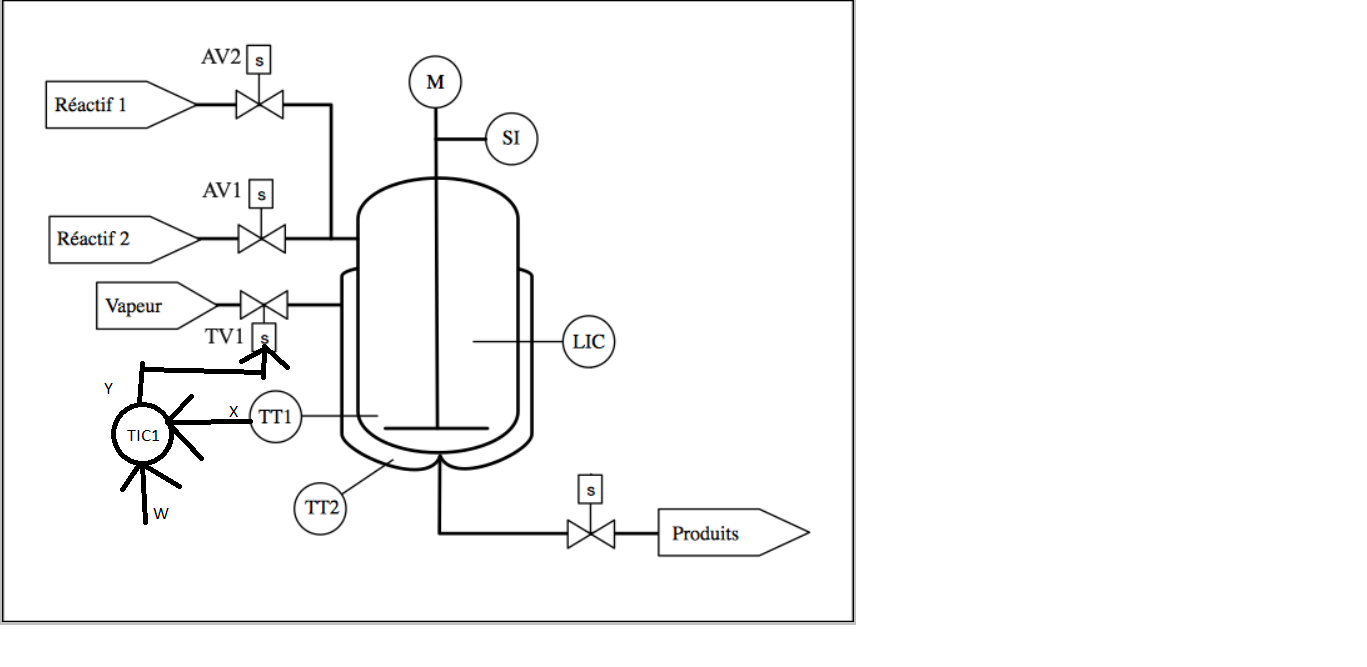 AV2
S
M
Réactif 1
SI
AV1
S
Réactif 2
Vapeur
TV1
S
LIC
Y
X
TT1
TIC1
W
TT2
S
Produits